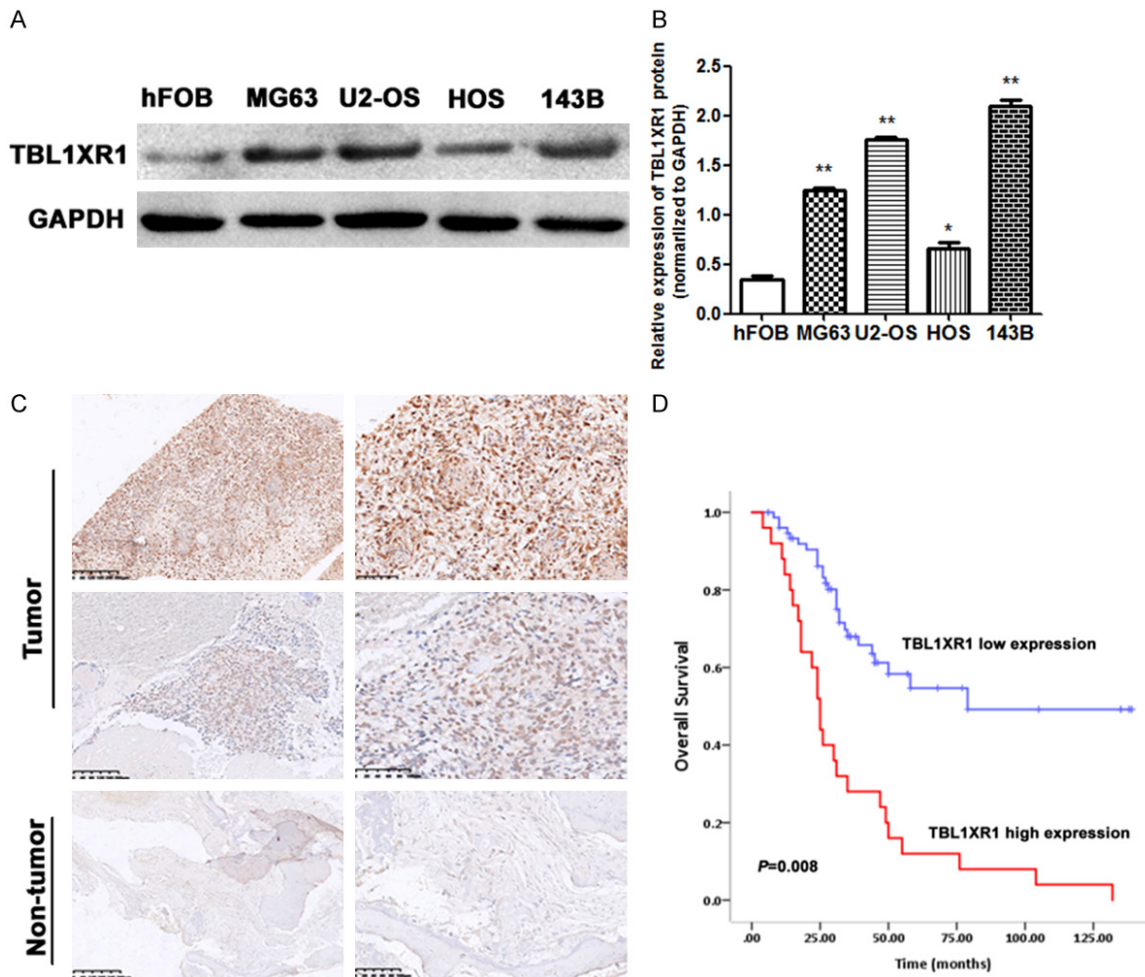 A
hFOB MG63 U2-OS HOS 143B
TBL1XR1
GAPDH
B
Relative expression of TBL1XR1 protein
(normarlized to GAPDH)
2.5
2.0
1.5
1.0
0.5
0.0
** ** * **
hFOB MG63 U2-OS HOS 143B
C
Tumor
Non-tumor
D
Overall Survival
1.0
0.8
0.6
0.4
0.2
0.0
TBL1XR1 low expression
TBL1XR1 high expression
P=0.008
.00 25.00 50.00 75.00 100.00 125.00
Time (months)